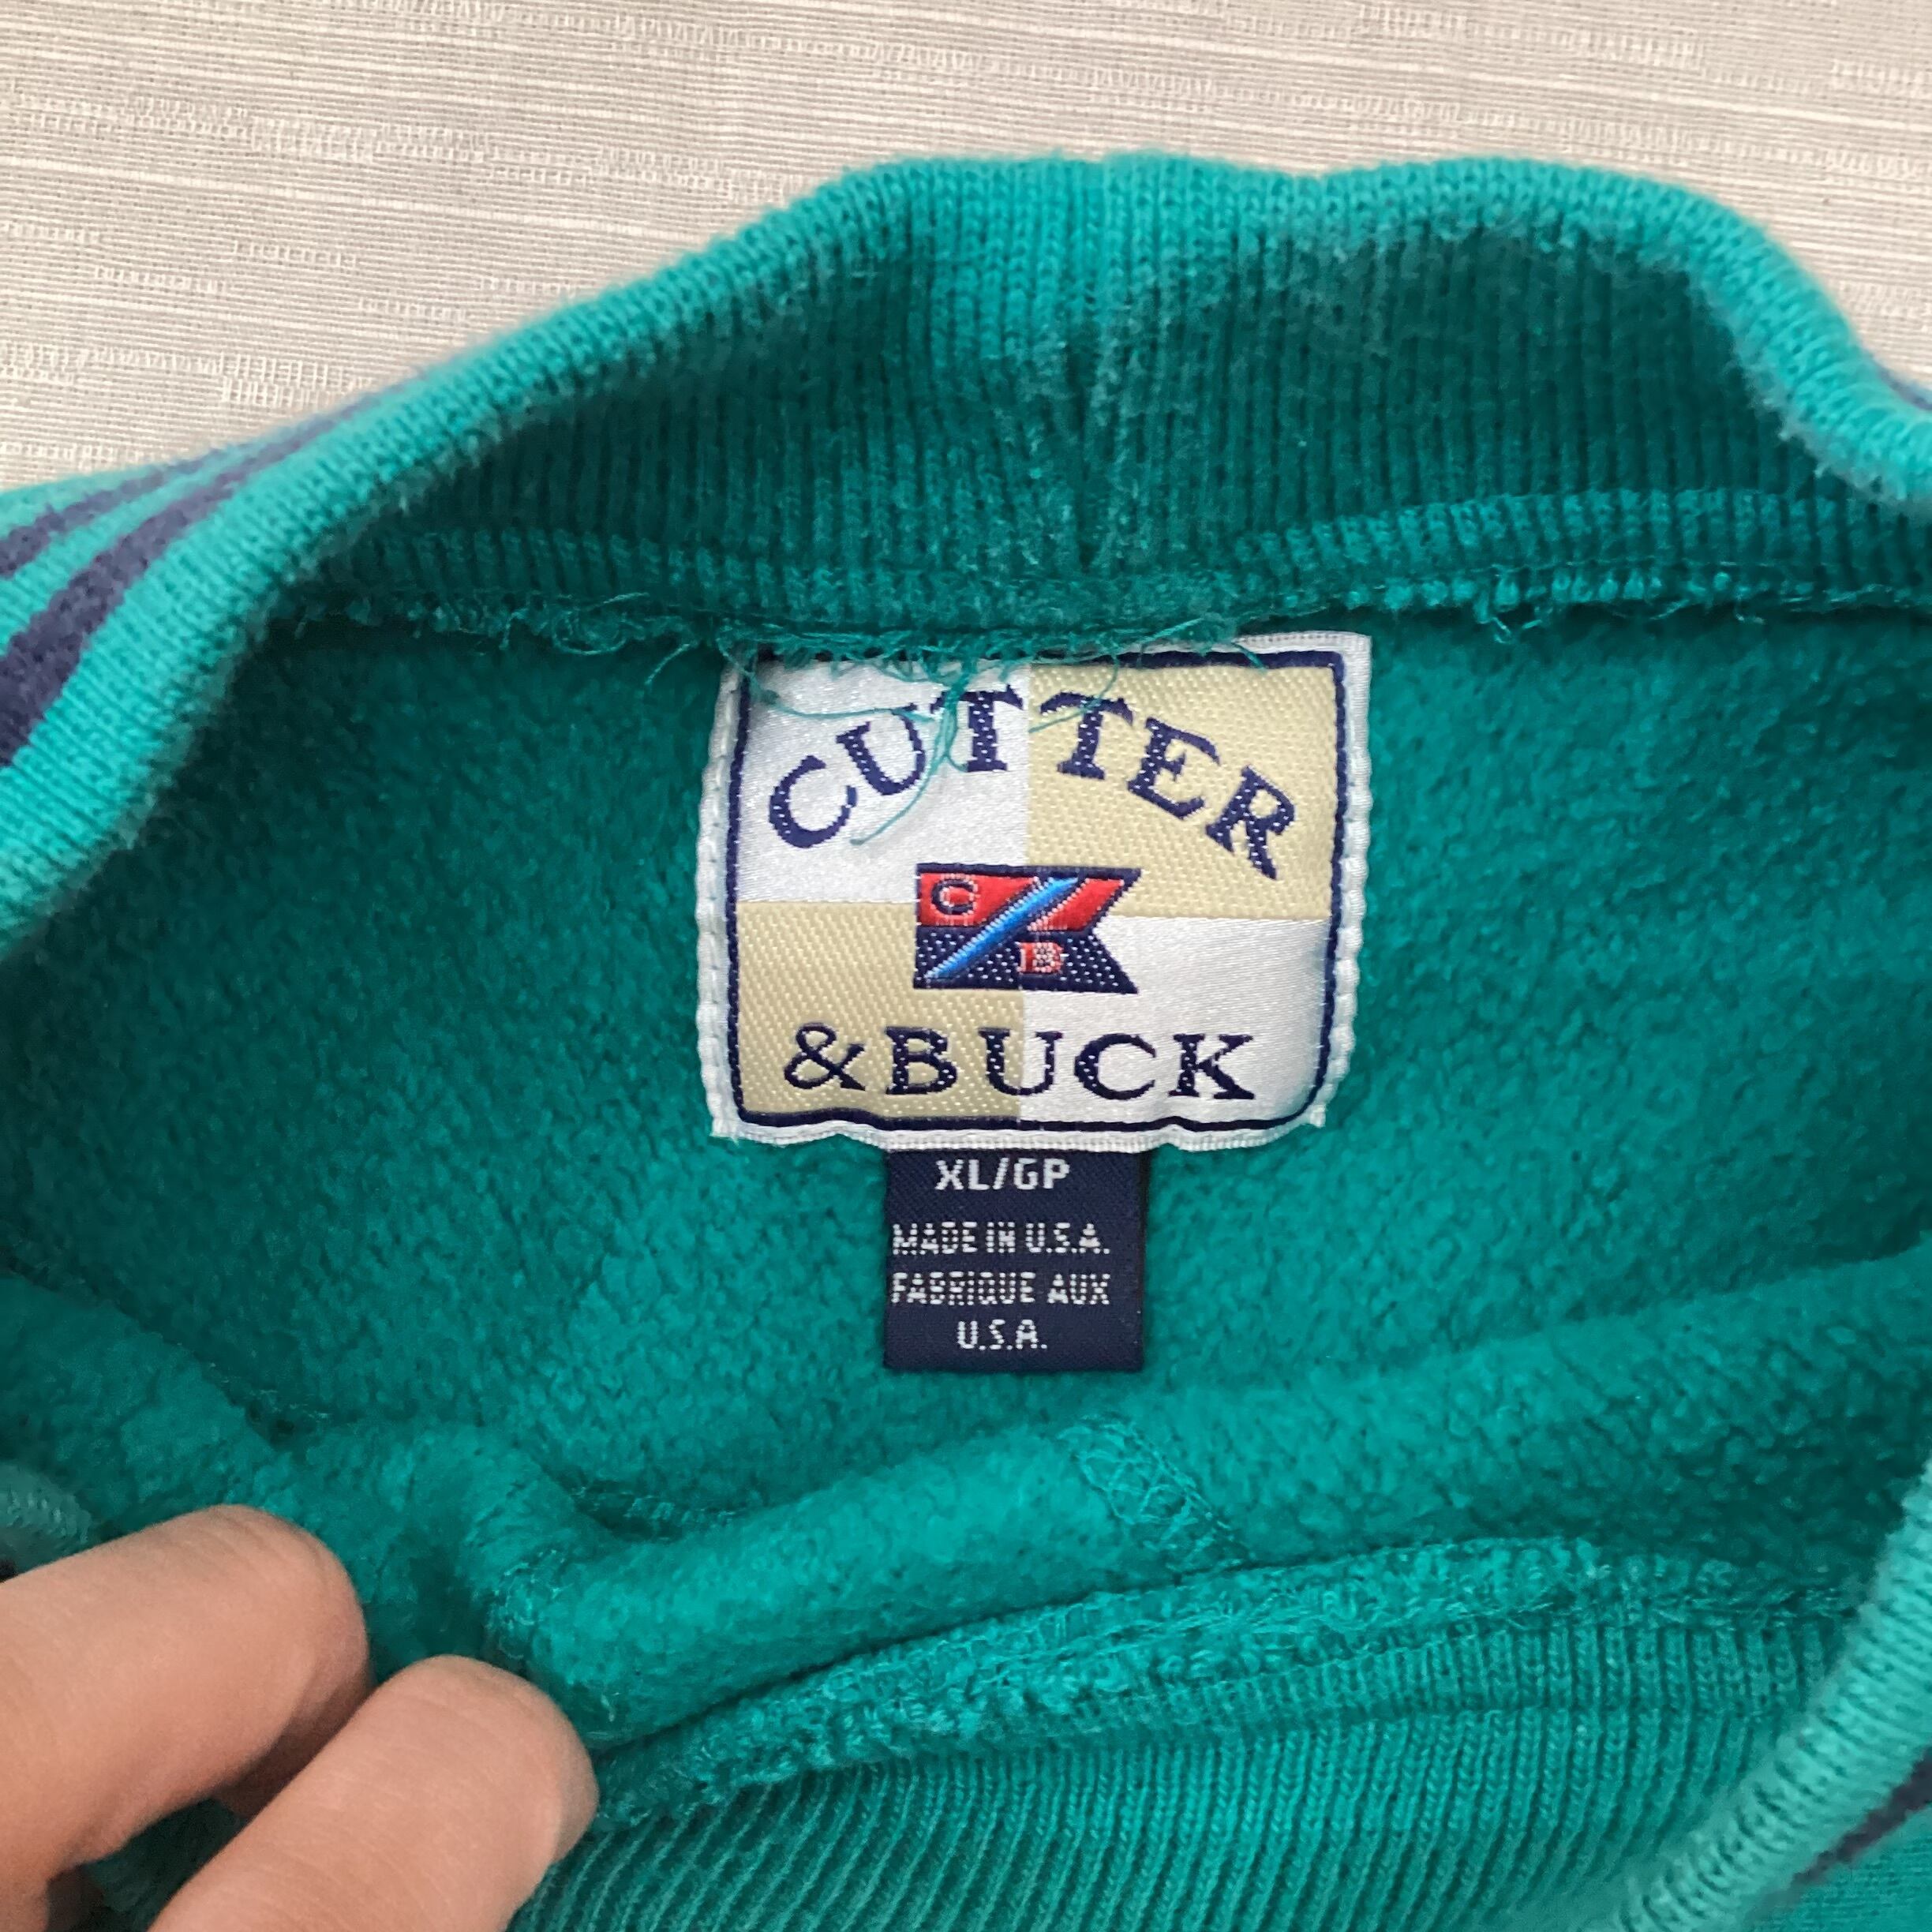 CUTTER
C
B
&BUCK
XL/GP
MADE IN U.S.A.
FABRIQUE AUX
U.S.A.